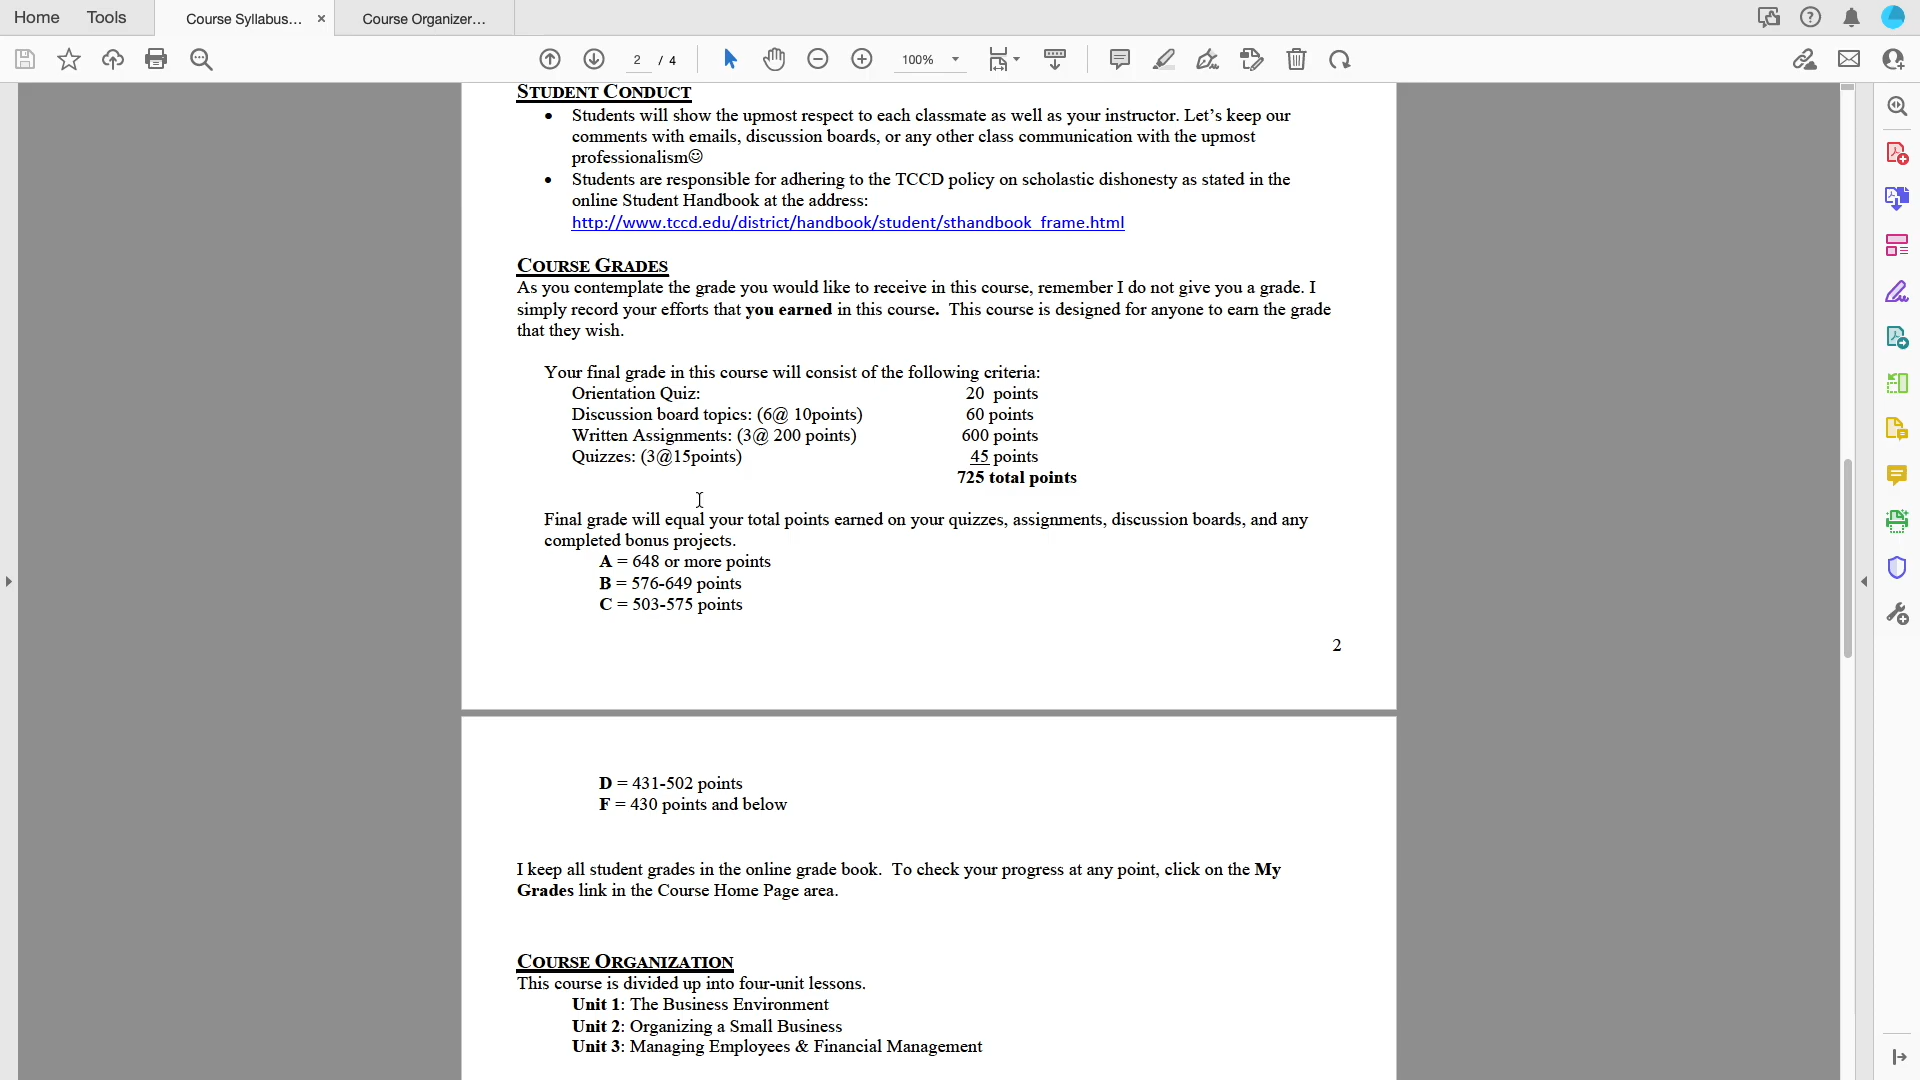 Home Tools Course Syllabus... × Course Organizer...
2 / 4 100%
STUDENT CONDUCT
• Students will show the upmost respect to each classmate as well as your instructor. Let’s keep our
comments with emails, discussion boards, or any other class communication with the upmost
professionalism☺
• Students are responsible for adhering to the TCCD policy on scholastic dishonesty as stated in the
online Student Handbook at the address:
http://www.tccd.edu/district/handbook/student/sthandbook_frame.html
COURSE GRADES
As you contemplate the grade you would like to receive in this course, remember I do not give you a grade. I
simply record your efforts that you earned in this course. This course is designed for anyone to earn the grade
that they wish.
Your final grade in this course will consist of the following criteria:
Orientation Quiz: 20 points
Discussion board topics: (6@ 10points) 60 points
Written Assignments: (3@ 200 points) 600 points
Quizzes: (3@15points) 45 points
725 total points
Final grade will equal your total points earned on your quizzes, assignments, discussion boards, and any
completed bonus projects.
A = 648 or more points
B = 576-649 points
C = 503-575 points
2
D = 431-502 points
F = 430 points and below
I keep all student grades in the online grade book. To check your progress at any point, click on the My
Grades link in the Course Home Page area.
COURSE ORGANIZATION
This course is divided up into four-unit lessons.
Unit 1: The Business Environment
Unit 2: Organizing a Small Business
Unit 3: Managing Employees & Financial Management